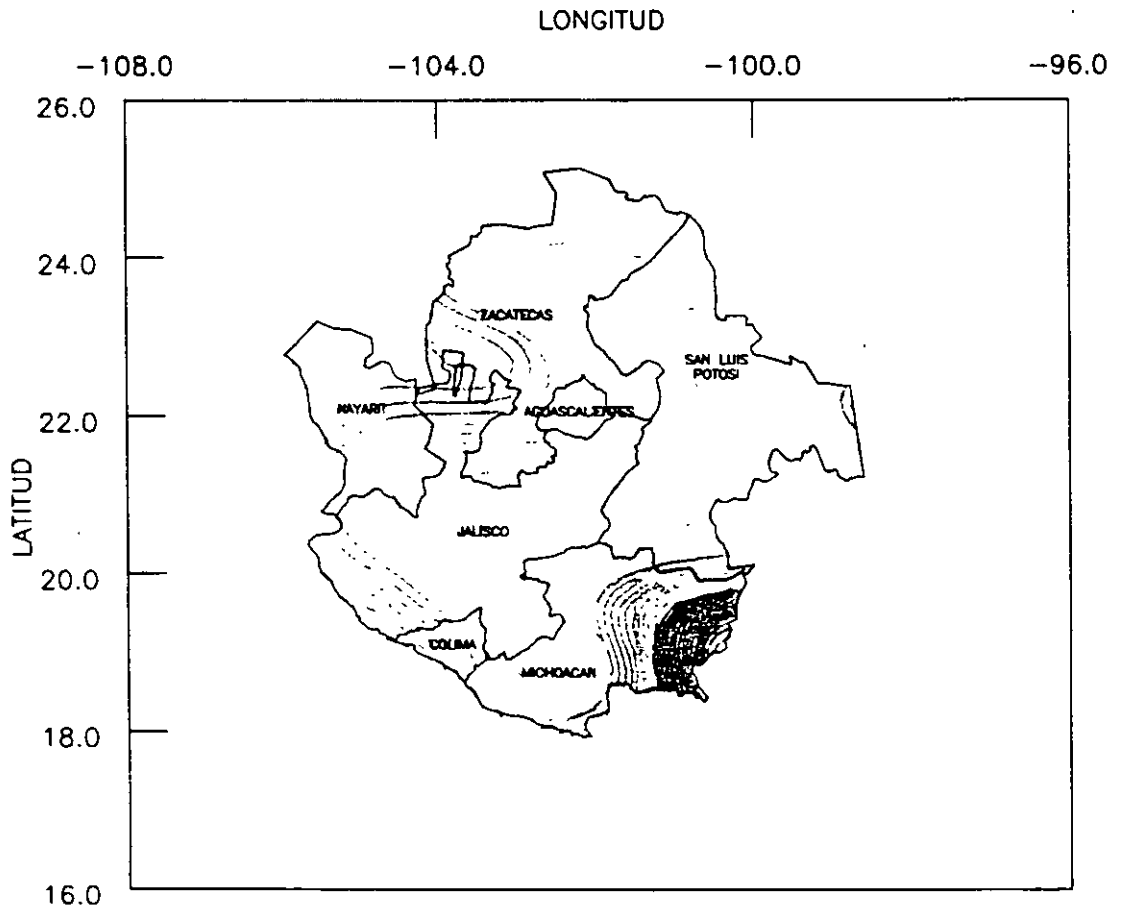 LONGITUD
-108.0 -104.0 -100.0 -96.0
26.0
24.0
ZACATECAS
SAN LUIS
POTOSI
NAYARIT
AGUASCALIENTES
22.0
LATITUD
JALISCO
20.0
COLIMA
MICHOACAN
18.0
16.0